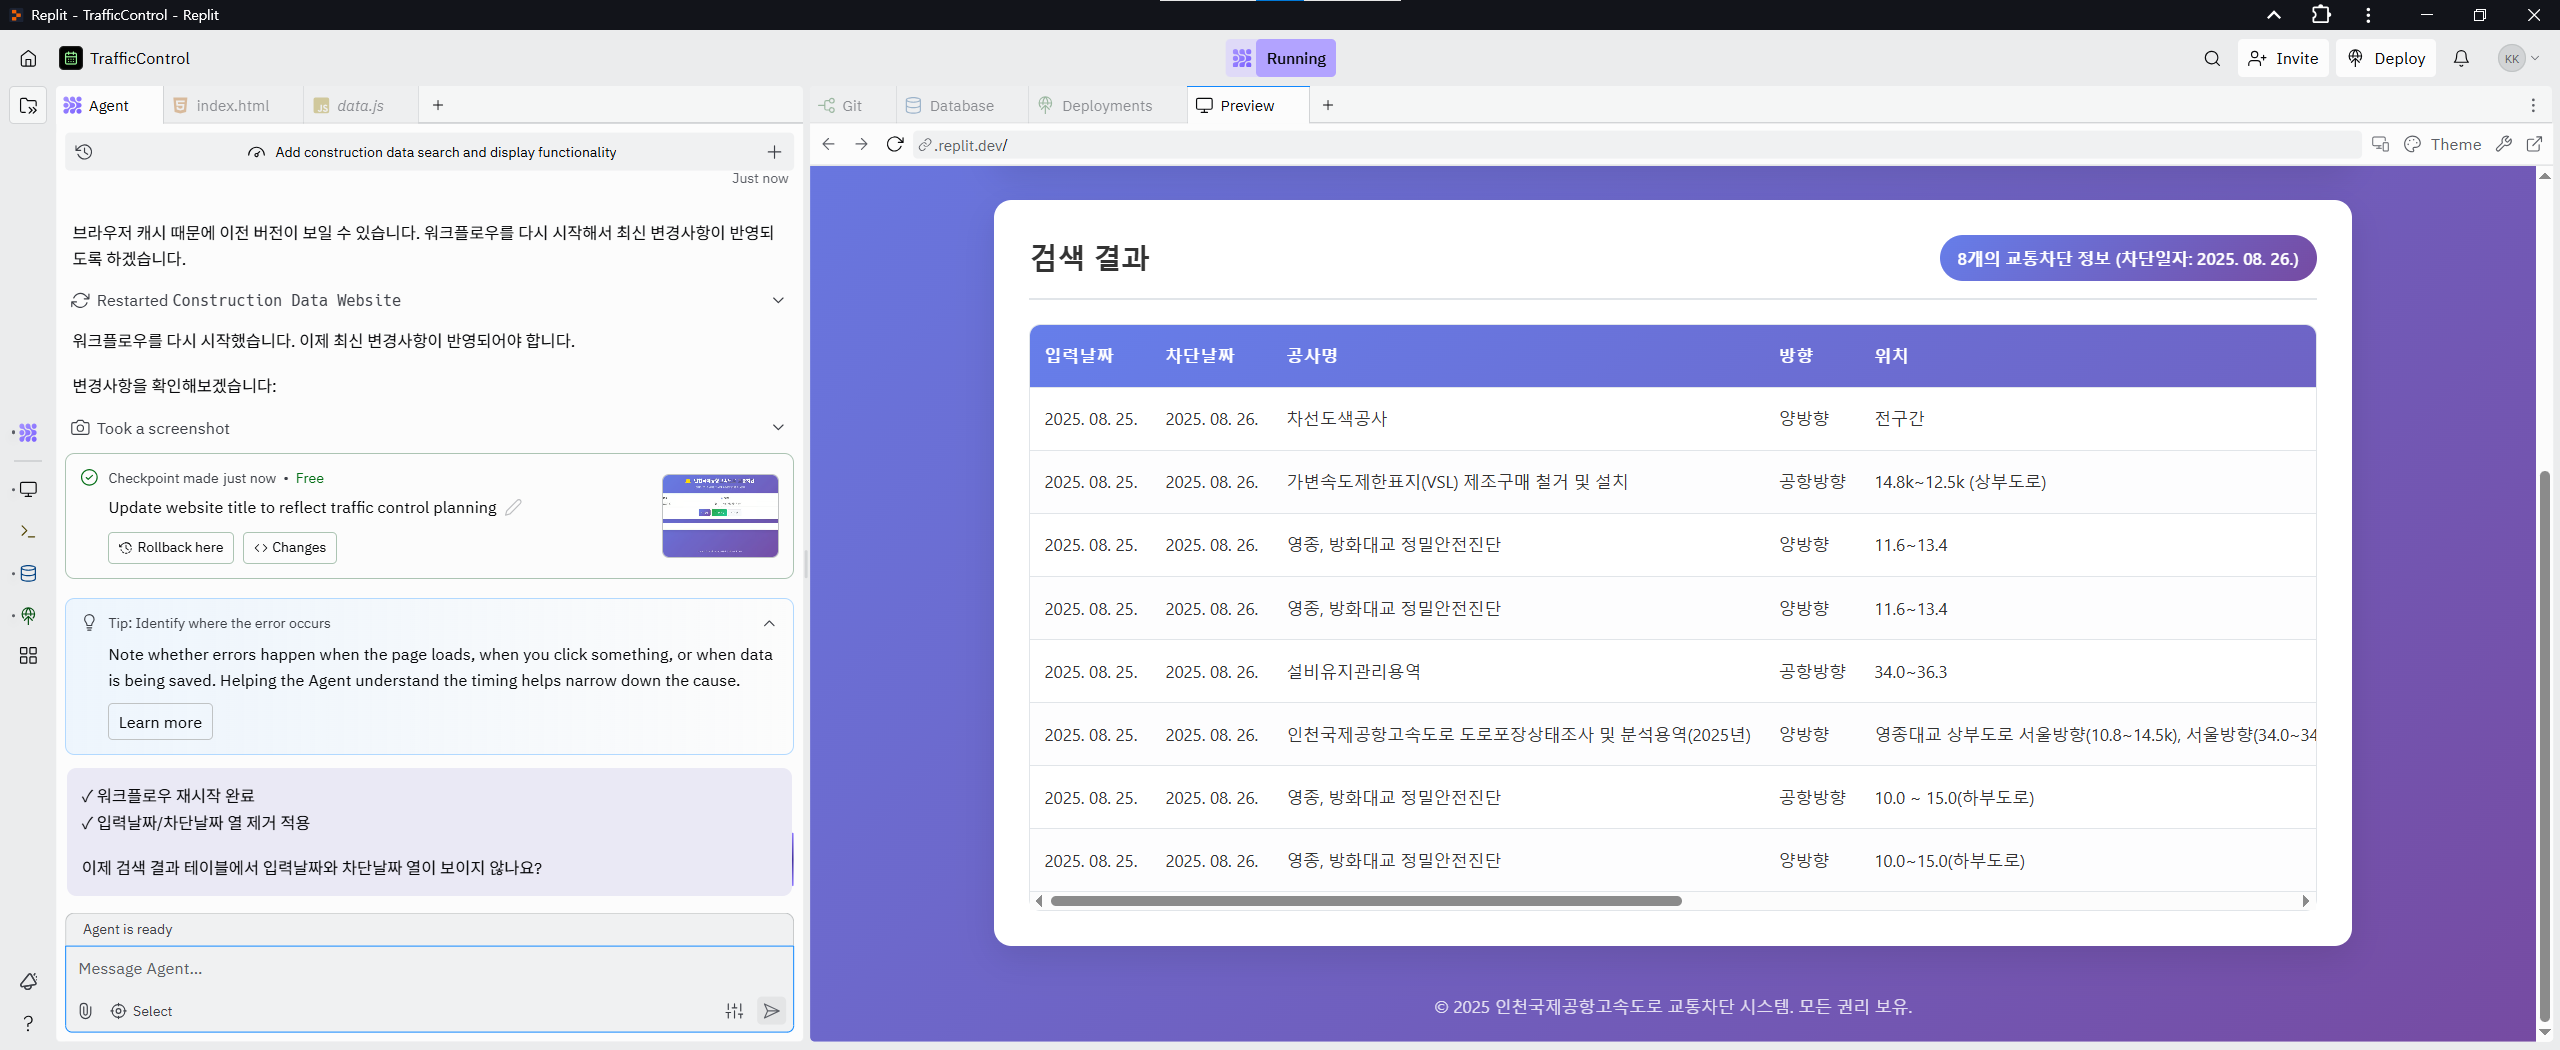 Replit - TrafficControl - Replit
TrafficControl
Running
Invite
Deploy
KK
Agent
index.html
JS
data.js
Git
Database
Deployments
Preview
Add construction data search and display functionality
.replit.dev/
Theme
Just now
브라우저 캐시 때문에 이전 버전이 보일 수 있습니다. 워크플로우를 다시 시작해서 최신 변경사항이 반영되
도록 하겠습니다.
Restarted Construction Data Website
워크플로우를 다시 시작했습니다. 이제 최신 변경사항이 반영되어야 합니다.
변경사항을 확인해보겠습니다:
Took a screenshot
Checkpoint made just now • Free
Update website title to reflect traffic control planning
Rollback here
Changes
Tip: Identify where the error occurs
Note whether errors happen when the page loads, when you click something, or when data
is being saved. Helping the Agent understand the timing helps narrow down the cause.
Learn more
✓ 워크플로우 재시작 완료
✓ 입력날짜/차단날짜 열 제거 적용
이제 검색 결과 테이블에서 입력날짜와 차단날짜 열이 보이지 않나요?
Agent is ready
Message Agent...
Select
검색 결과
8개의 교통차단 정보 (차단일자: 2025. 08. 26.)
입력날짜 차단날짜 공사명 방향 위치
2025. 08. 25. 2025. 08. 26. 차선도색공사 양방향 전구간
2025. 08. 25. 2025. 08. 26. 가변속도제한표지(VSL) 제조구매 철거 및 설치 공항방향 14.8k~12.5k (상부도로)
2025. 08. 25. 2025. 08. 26. 영종, 방화대교 정밀안전진단 양방향 11.6~13.4
2025. 08. 25. 2025. 08. 26. 영종, 방화대교 정밀안전진단 양방향 11.6~13.4
2025. 08. 25. 2025. 08. 26. 설비유지관리용역 공항방향 34.0~36.3
2025. 08. 25. 2025. 08. 26. 인천국제공항고속도로 도로포장상태조사 및 분석용역(2025년) 양방향 영종대교 상부도로 서울방향(10.8~14.5k), 서울방향(34.0~34
2025. 08. 25. 2025. 08. 26. 영종, 방화대교 정밀안전진단 공항방향 10.0 ~ 15.0(하부도로)
2025. 08. 25. 2025. 08. 26. 영종, 방화대교 정밀안전진단 양방향 10.0~15.0(하부도로)
© 2025 인천국제공항고속도로 교통차단 시스템. 모든 권리 보유.